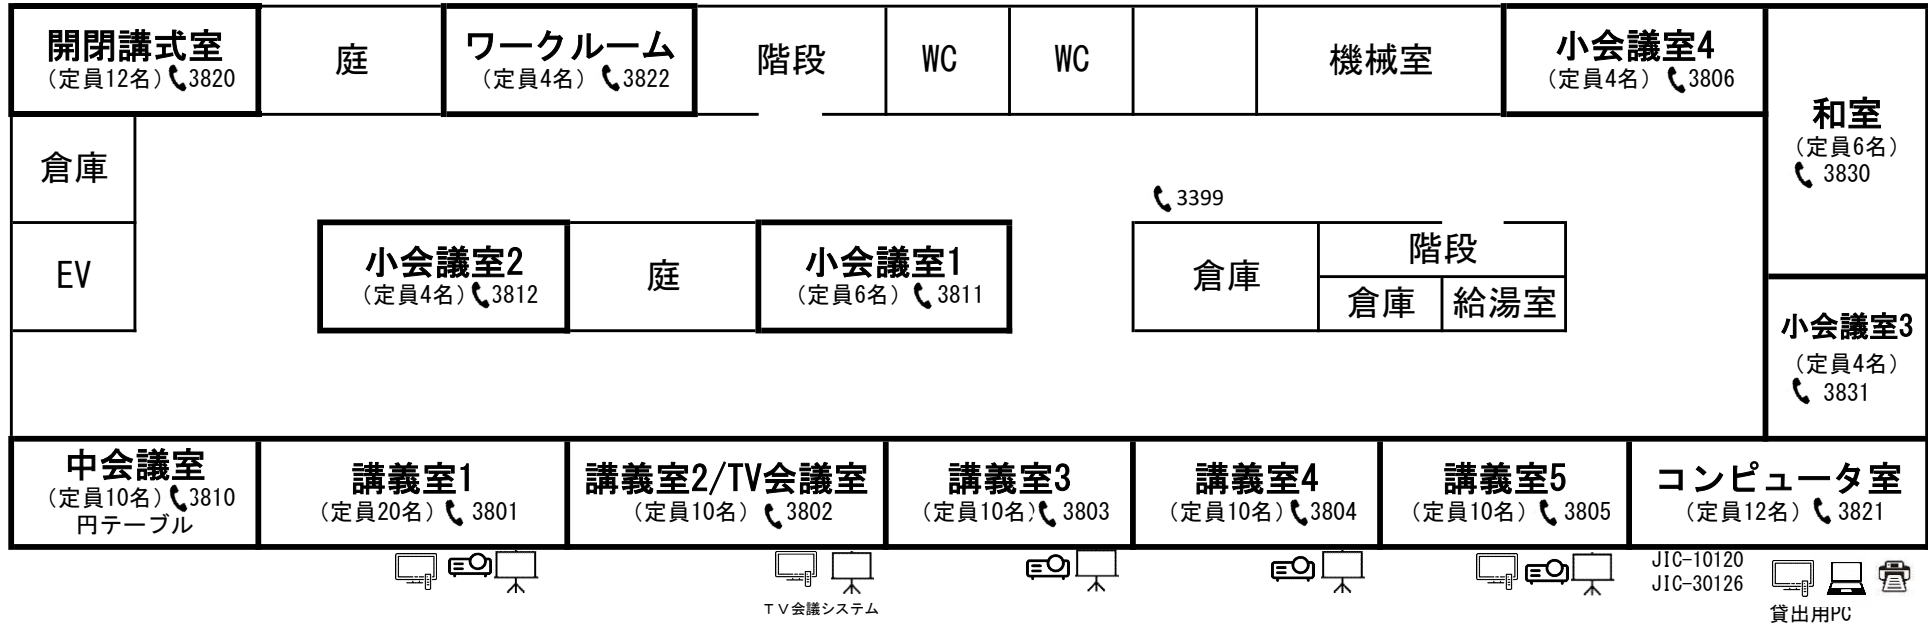 開閉講式室
（定員12名）3820
庭
ワークルーム
（定員4名）3822
階段
WC
WC
機械室
小会議室4
（定員4名）3806
和室
（定員6名）
3830
倉庫
3399
EV
小会議室2
（定員4名）3812
庭
小会議室1
（定員6名）3811
倉庫
階段
倉庫
給湯室
小会議室3
（定員4名）
3831
中会議室
（定員10名）3810
円テーブル
講義室1
（定員20名）3801
講義室2/TV会議室
（定員10名）3802
講義室3
（定員10名）3803
講義室4
（定員10名）3804
講義室5
（定員10名）3805
コンピュータ室
（定員12名）3821
ＴＶ会議システム
JIC-10120
JIC-30126
貸出用PC